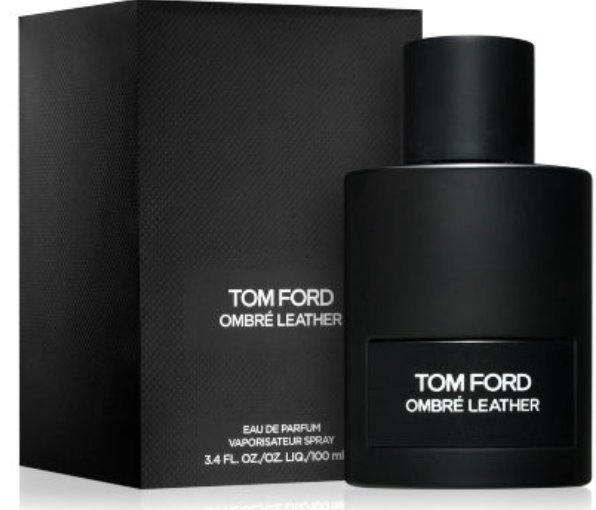 TOM FORD
OMBRÉ LEATHER
EAU DE PARFUM
VAPORISATEUR SPRAY
3.4 FL. OZ./OZ. LIQ./100 ml
TOM FORD
OMBRÉ LEATHER